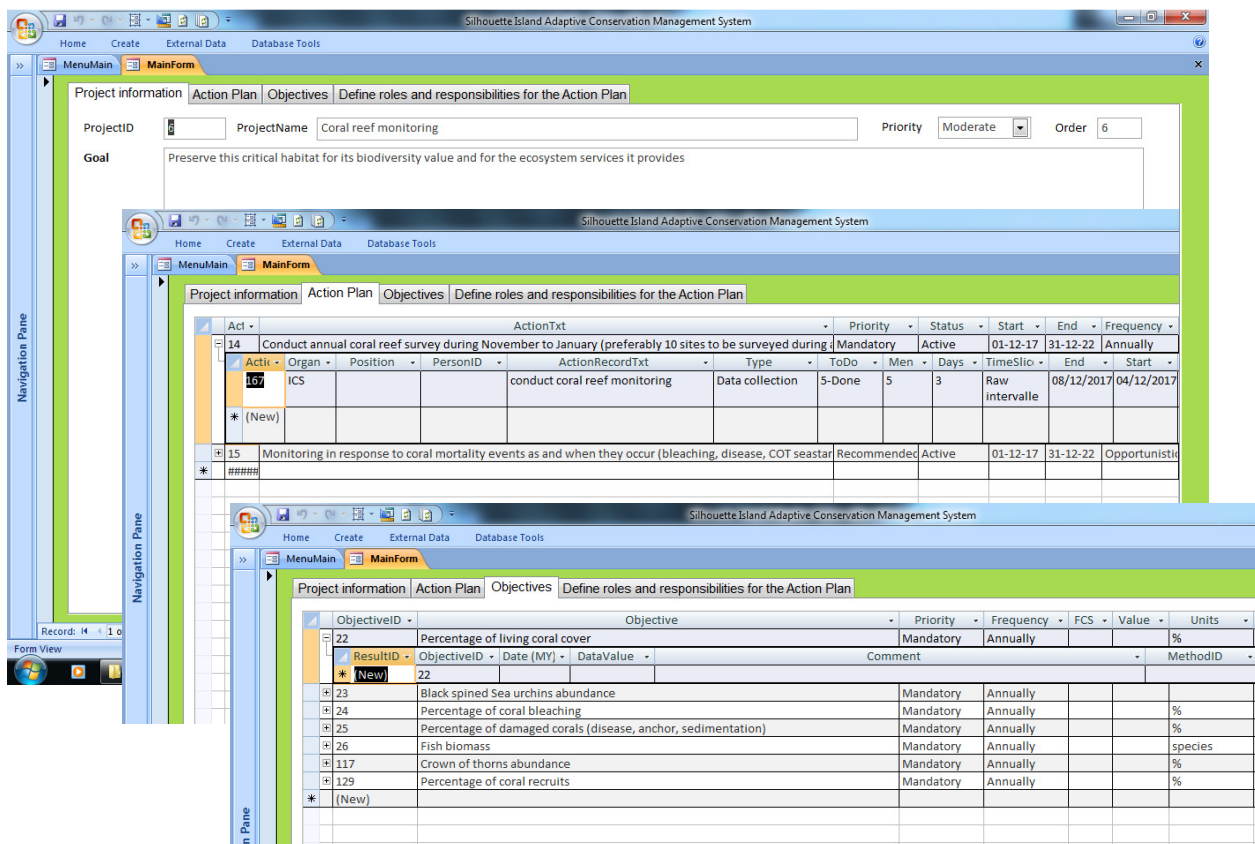 Silhouette Island Adaptive Conservation Management System
Home Create External Data Database Tools
MenuMain MainForm
Project information Action Plan Objectives Define roles and responsibilities for the Action Plan
ProjectID 6 ProjectName Coral reef monitoring Priority Moderate Order 6
Goal Preserve this critical habitat for its biodiversity value and for the ecosystem services it provides
Navigation Pane
Record: 1 o
Form View
Silhouette Island Adaptive Conservation Management System
Home Create External Data Database Tools
MenuMain MainForm
Project information Action Plan Objectives Define roles and responsibilities for the Action Plan
Act ActionTxt Priority Status Start End Frequency
14 Conduct annual coral reef survey during November to January (preferably 10 sites to be surveyed during Mandatory Active 01-12-17 31-12-22 Annually
Actic Organ Position PersonID ActionRecordTxt Type ToDo Men Days TimeSlic End Start
167 ICS conduct coral reef monitoring Data collection 5-Done 5 3 Raw 08/12/2017 04/12/2017
intervalle
* (New)
15 Monitoring in response to coral mortality events as and when they occur (bleaching, disease, COT seastar Recommended Active 01-12-17 31-12-22 Opportunistic
* #####
Navigation Pane
Silhouette Island Adaptive Conservation Management System
Home Create External Data Database Tools
MenuMain MainForm
Project information Action Plan Objectives Define roles and responsibilities for the Action Plan
ObjectiveID Objective Priority Frequency FCS Value Units
22 Percentage of living coral cover Mandatory Annually %
ResultID ObjectiveID Date (MY) DataValue Comment MethodID
* (New) 22
23 Black spined Sea urchins abundance Mandatory Annually
24 Percentage of coral bleaching Mandatory Annually %
25 Percentage of damaged corals (disease, anchor, sedimentation) Mandatory Annually %
26 Fish biomass Mandatory Annually species
117 Crown of thorns abundance Mandatory Annually %
129 Percentage of coral recruits Mandatory Annually %
* (New)
n Pane